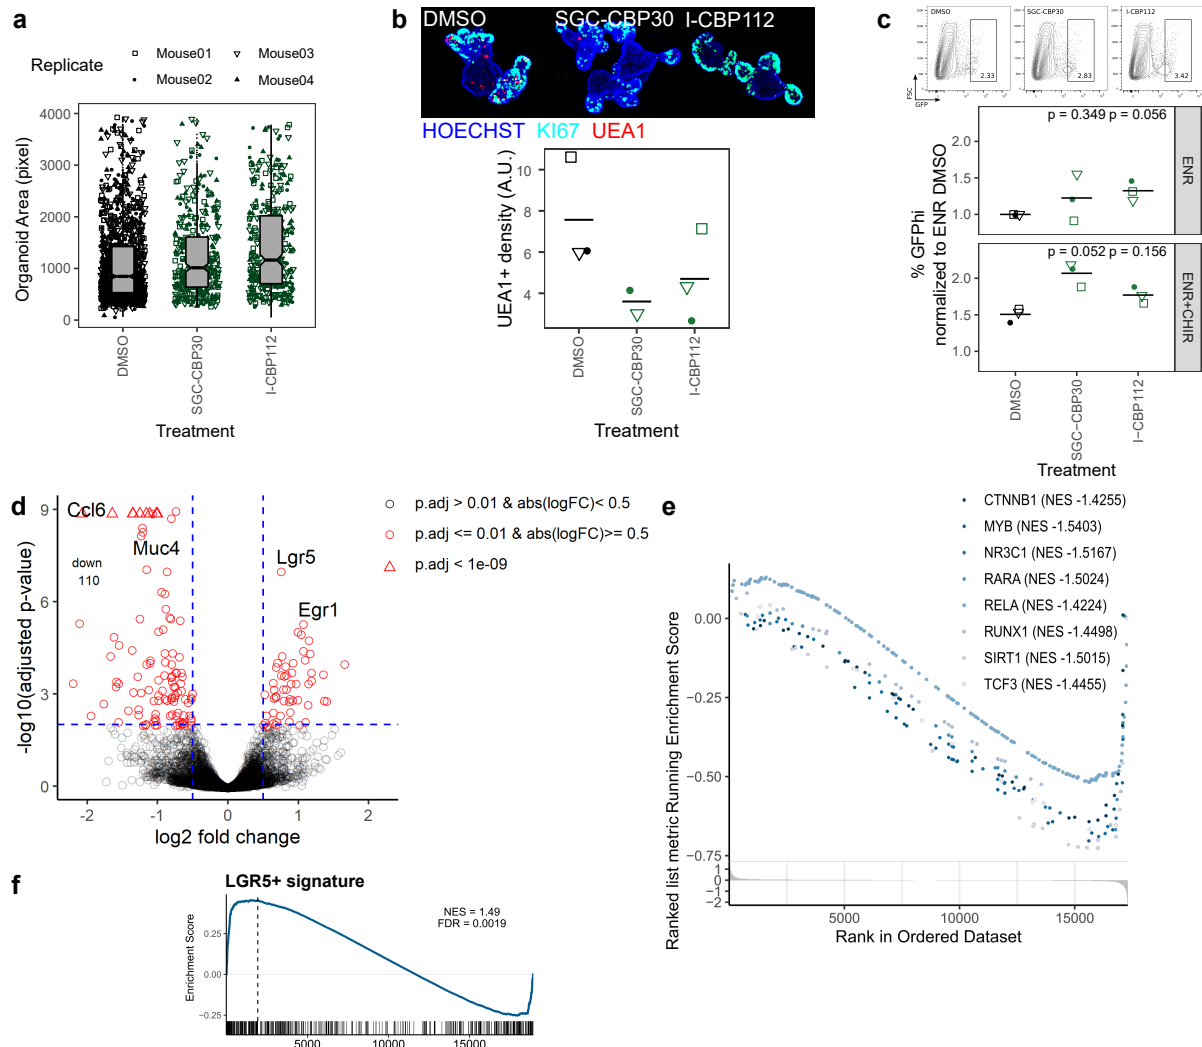 a
Replicate
Mouse01
Mouse03
Mouse02
Mouse04
Organoid Area (pixel)
4000
3000
2000
1000
0
DMSO
SGC-CBP30
I-CBP112
Treatment
b
DMSO
SGC-CBP30
I-CBP112
HOECHST KI67 UEA1
UEA1+ density (A.U.)
10
8
6
4
DMSO
SGC-CBP30
I-CBP112
Treatment
c
DMSO
SGC-CBP30
I-CBP112
2.33
2.83
3.42
FSC
GFP
% GFPhi
normalized to ENR DMSO
p = 0.349 p = 0.056
2.0
1.5
1.0
ENR
p = 0.052 p = 0.156
2.0
1.5
1.0
ENR+CHIR
DMSO
SGC−CBP30
I−CBP112
Treatment
d
-log10(adjusted p-value)
9
6
3
0
Ccl6
Muc4
Lgr5
Egr1
down
110
-2
-1
0
1
2
log2 fold change
p.adj > 0.01 & abs(logFC)< 0.5
p.adj <= 0.01 & abs(logFC)>= 0.5
p.adj < 1e-09
e
CTNNB1 (NES -1.4255)
MYB (NES -1.5403)
NR3C1 (NES -1.5167)
RARA (NES -1.5024)
RELA (NES -1.4224)
RUNX1 (NES -1.4498)
SIRT1 (NES -1.5015)
TCF3 (NES -1.4455)
Ranked list metric Running Enrichment Score
0.00
−0.25
−0.50
−0.75
1
0
−1
−2
5000
10000
15000
Rank in Ordered Dataset
f
LGR5+ signature
NES = 1.49
FDR = 0.0019
Enrichment Score
0.25
0.00
−0.25
5000
10000
15000